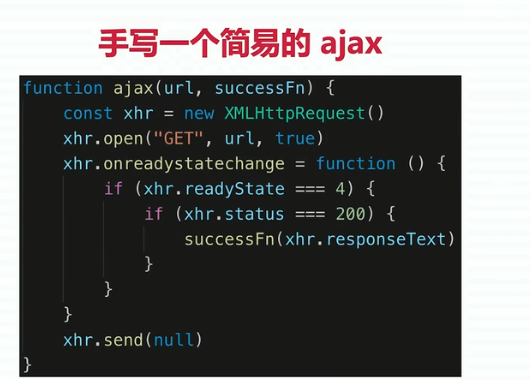 手写一个简易的 ajax
function ajax(url, successFn) {
    const xhr = new XMLHttpRequest()
    xhr.open("GET", url, true)
    xhr.onreadystatechange = function () {
        if (xhr.readyState === 4) {
            if (xhr.status === 200) {
                successFn(xhr.responseText)
            }
        }
    }
    xhr.send(null)
}